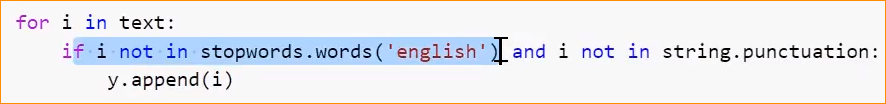 for i in text:
    if i not in stopwords.words('english') and i not in string.punctuation:
        y.append(i)